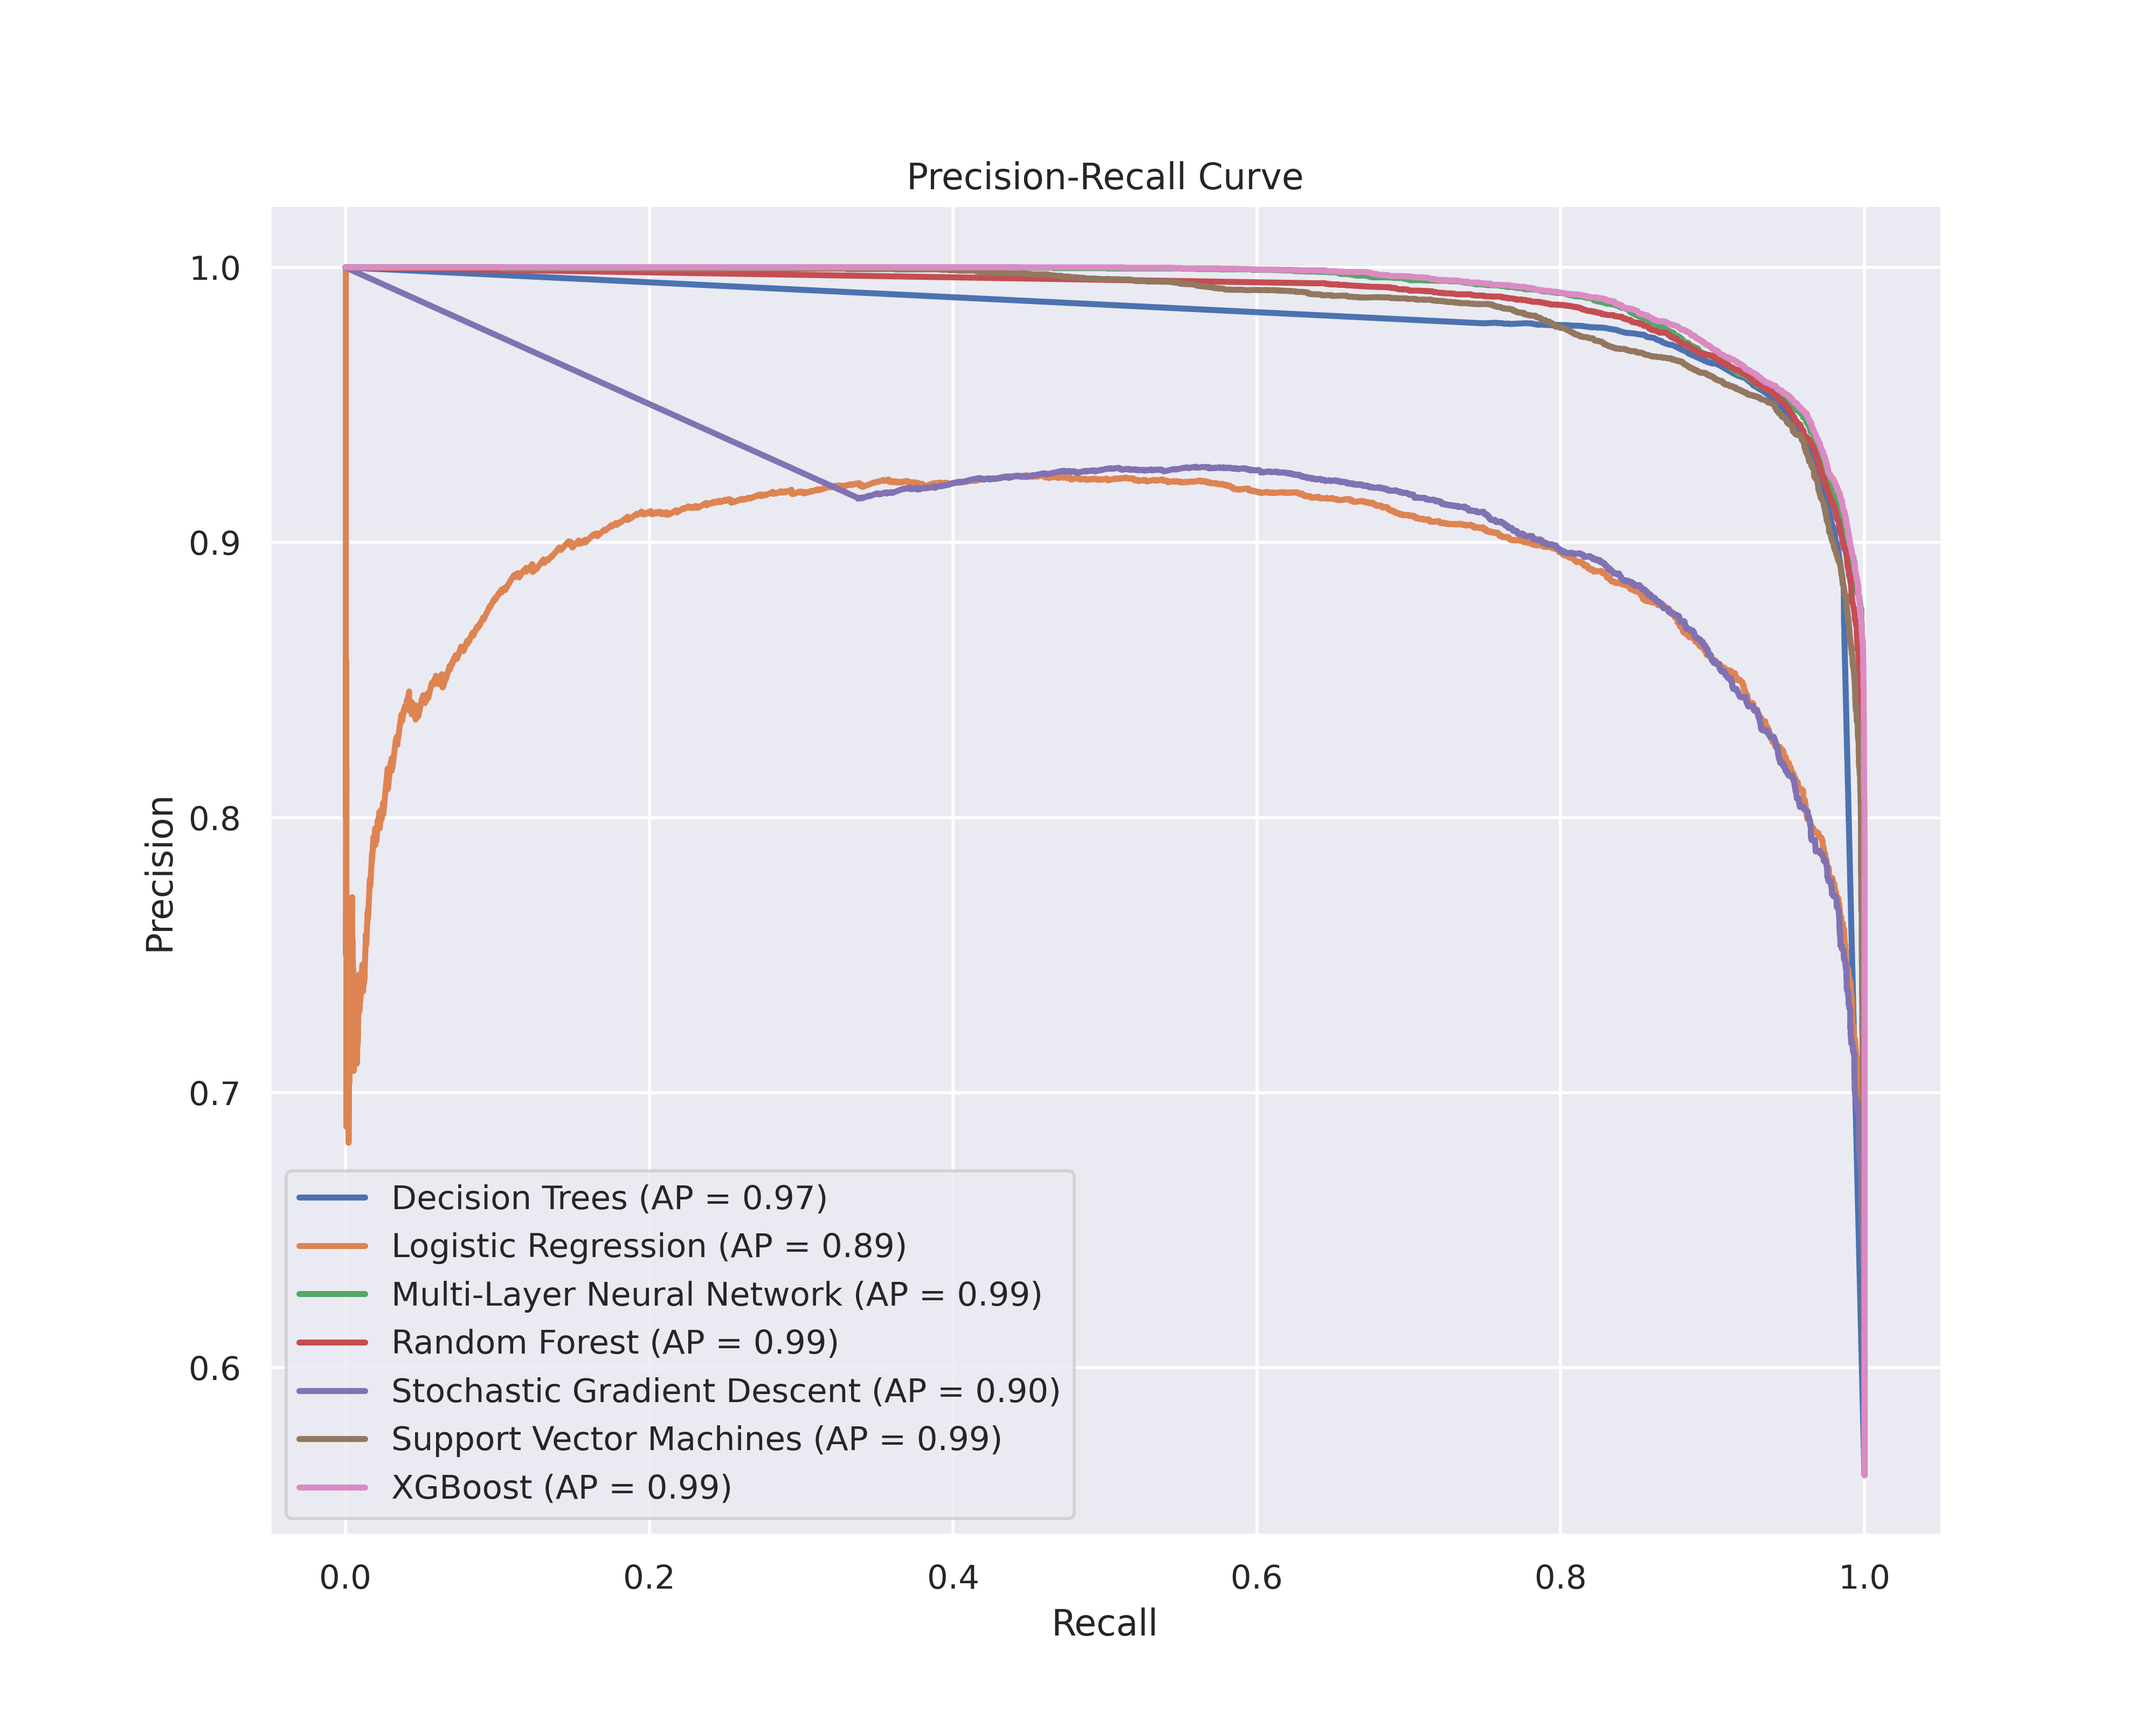 Precision-Recall Curve
1.0
0.9
0.8
0.7
0.6
Precision
Decision Trees (AP = 0.97)
Logistic Regression (AP = 0.89)
Multi-Layer Neural Network (AP = 0.99)
Random Forest (AP = 0.99)
Stochastic Gradient Descent (AP = 0.90)
Support Vector Machines (AP = 0.99)
XGBoost (AP = 0.99)
0.0 0.2 0.4 0.6 0.8 1.0
Recall